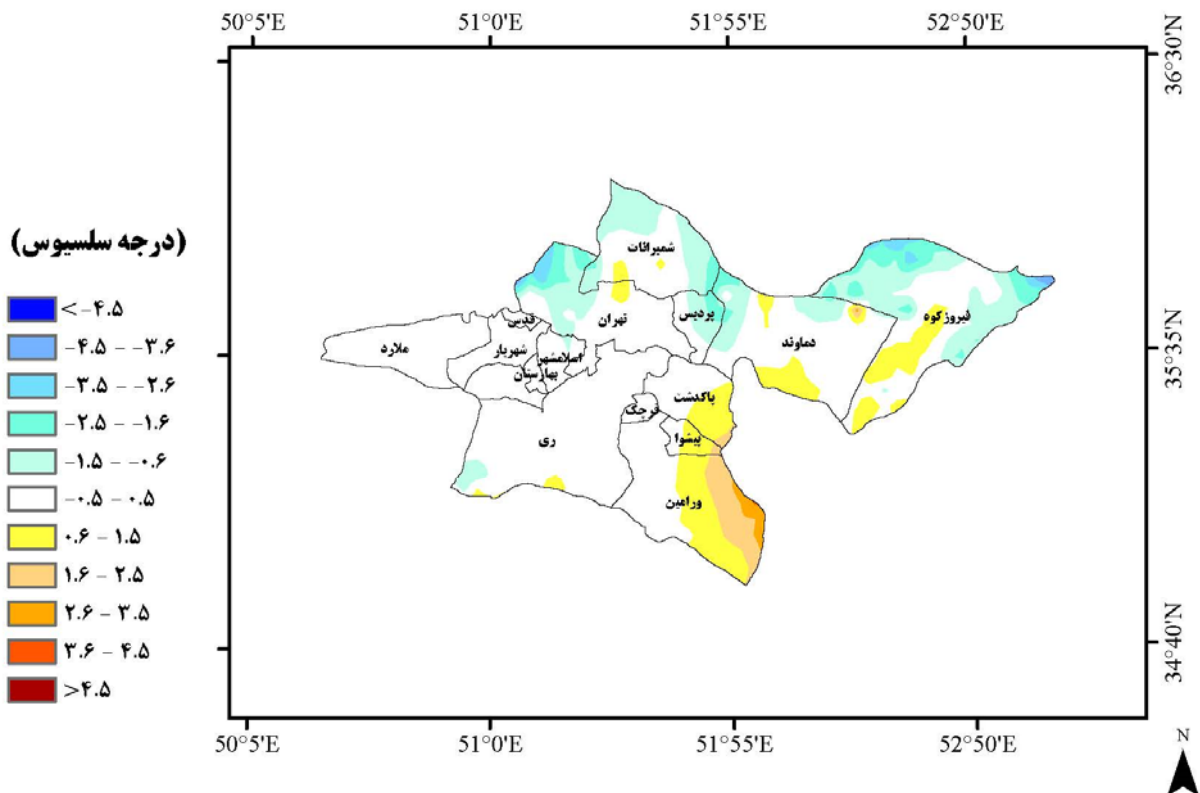 50°5'E 51°0'E 51°55'E 52°50'E
36°30'N
35°35'N
34°40'N
(درجه سلسیوس)
< -۴.۵
-۴.۵ - -۳.۶
-۳.۵ - -۲.۶
-۲.۵ - -۱.۶
-۱.۵ - -۰.۶
-۰.۵ - ۰.۵
۰.۶ - ۱.۵
۱.۶ - ۲.۵
۲.۶ - ۳.۵
۳.۶ - ۴.۵
>۴.۵
شمیرانات
تهران
پردیس
دماوند
فیروزکوه
قدس
ملارد
شهریار
اسلامشهر
بهارستان
پاکدشت
قرچک
پیشوا
ری
ورامین
50°5'E 51°0'E 51°55'E 52°50'E
N